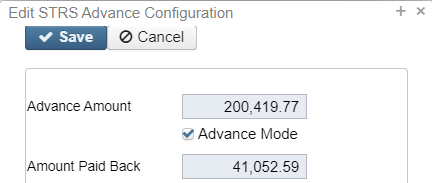 Edit STRS Advance Configuration
Save Cancel
Advance Amount 200,419.77
Advance Mode
Amount Paid Back 41,052.59